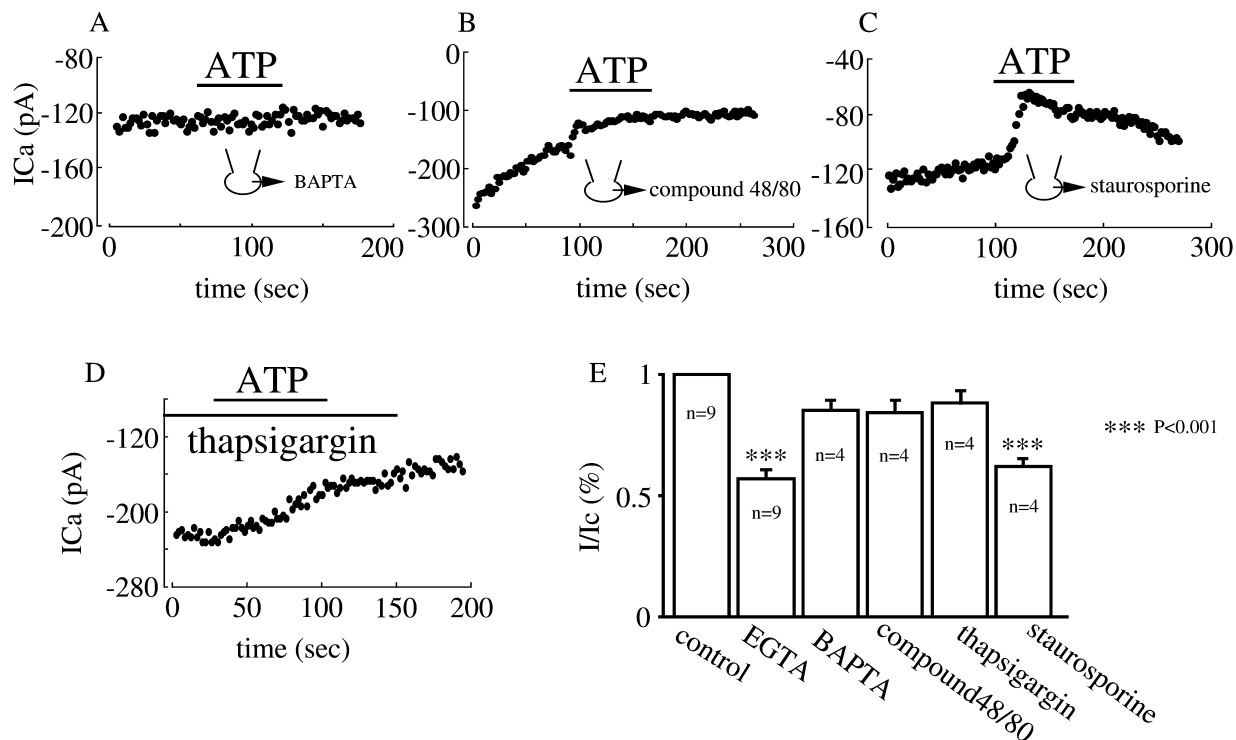 A
ATP
ICa (pA)
-80
-120
-160
-200
BAPTA
0
100
200
time (sec)
B
ATP
0
-100
-200
-300
compound 48/80
0
100
200
300
time (sec)
C
ATP
-40
-80
-120
-160
staurosporine
0
100
200
300
time (sec)
D
ATP
thapsigargin
ICa (pA)
-120
-200
-280
0
50
100
150
200
time (sec)
E
I/Ic (%)
1
0.5
0
n=9
***
n=9
n=4
n=4
n=4
***
n=4
*** P<0.001
control
EGTA
BAPTA
compound48/80
thapsigargin
staurosporine